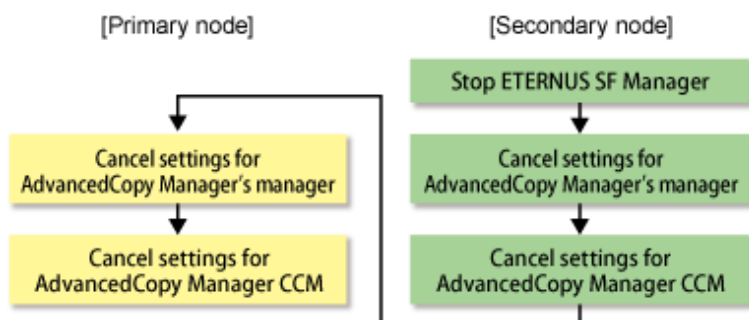 [Primary node]
[Secondary node]
Stop ETERNUS SF Manager
Cancel settings for
AdvancedCopy Manager's manager
Cancel settings for
AdvancedCopy Manager CCM
Cancel settings for
AdvancedCopy Manager's manager
Cancel settings for
AdvancedCopy Manager CCM